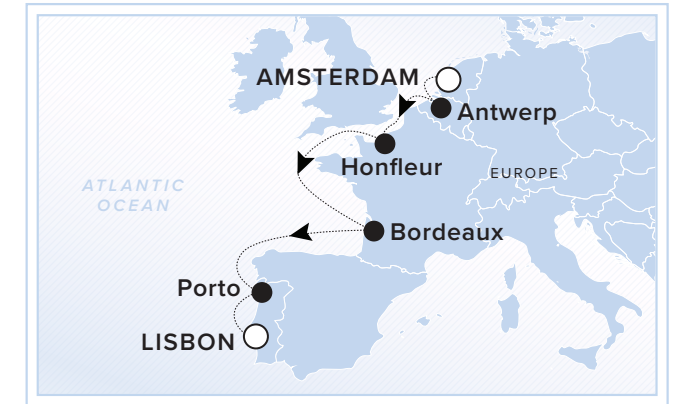 AMSTERDAM
Antwerp
Honfleur
EUROPE
ATLANTIC
OCEAN
Bordeaux
Porto
LISBON